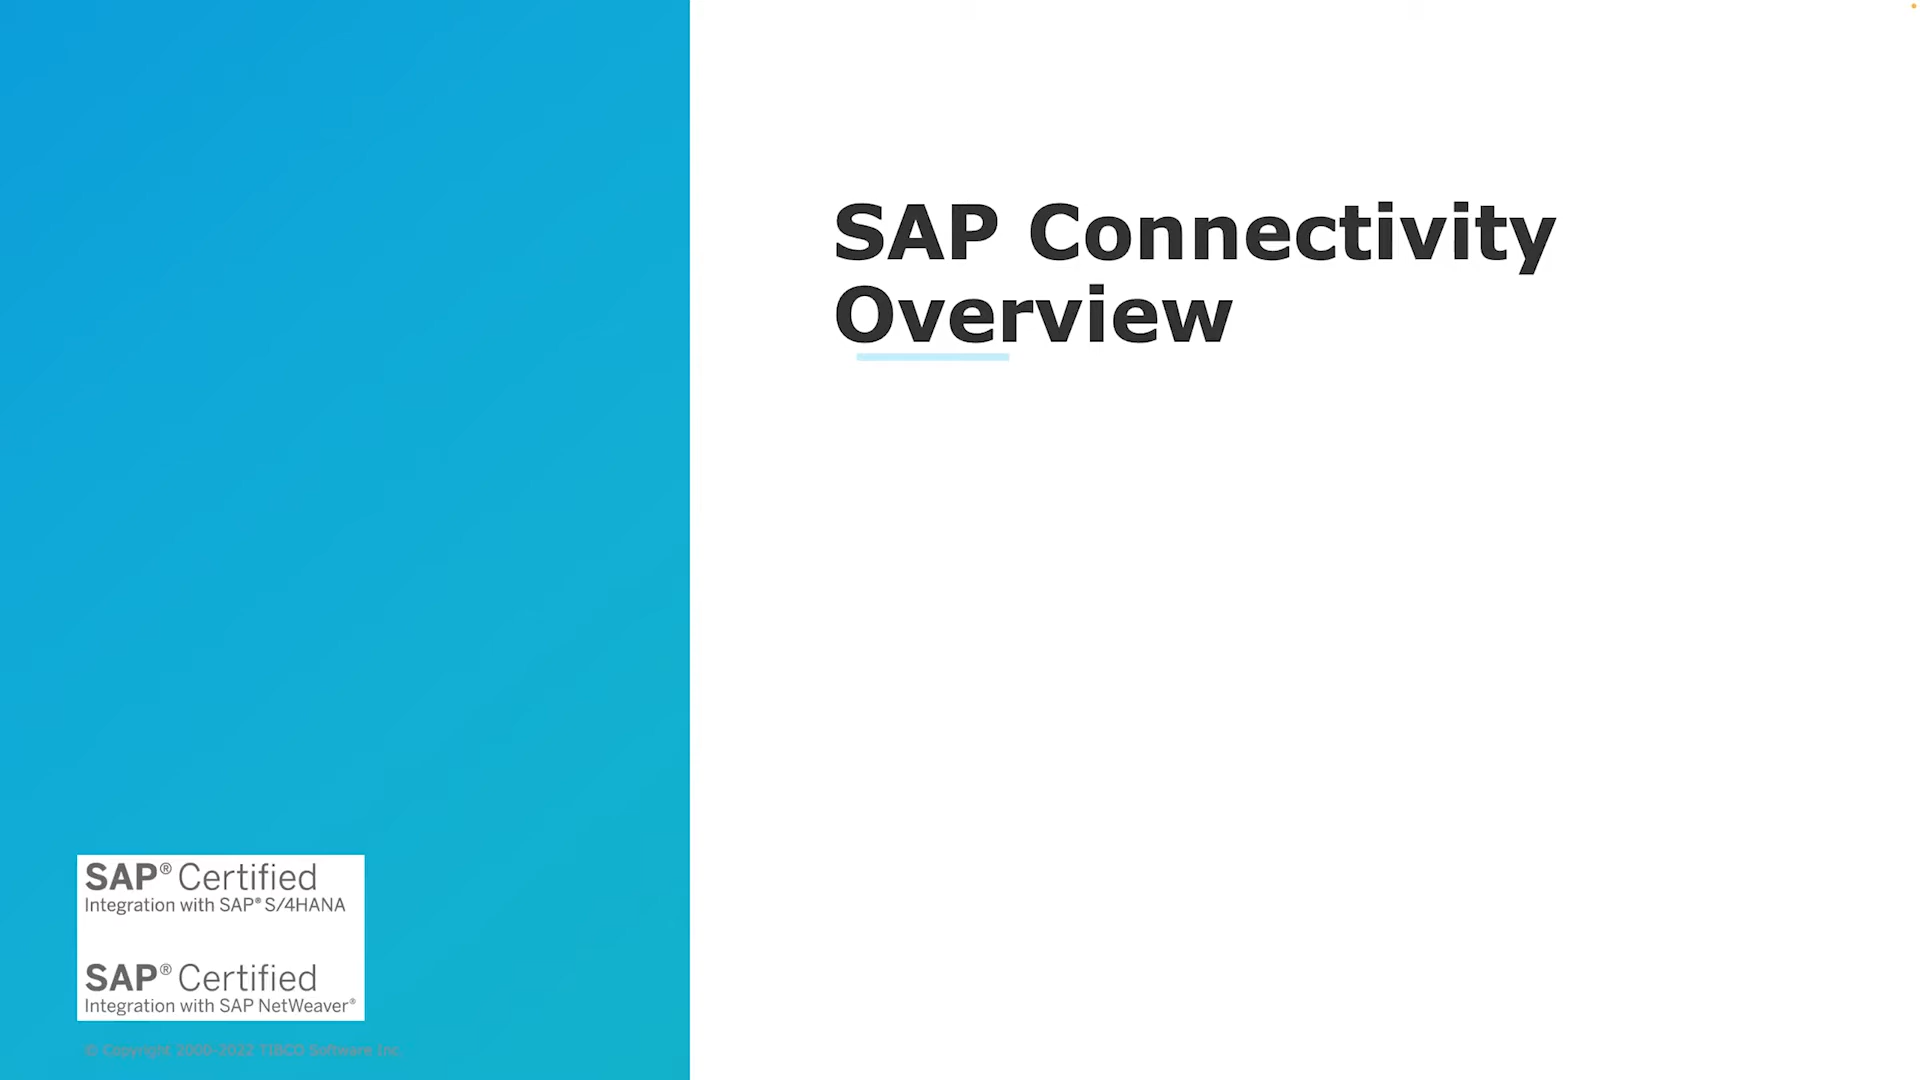 SAP Connectivity
Overview
SAP® Certified
Integration with SAP® S/4HANA
SAP® Certified
Integration with SAP NetWeaver®
© Copyright 2000-2022 TIBCO Software Inc.